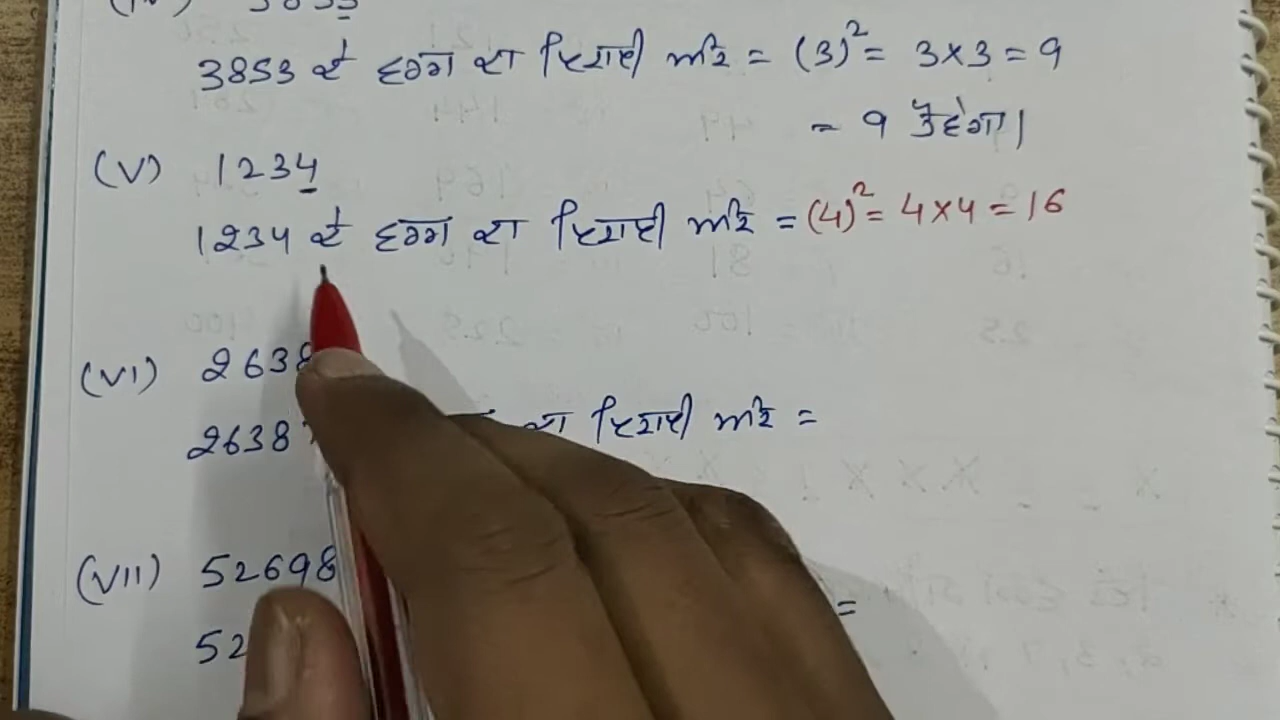 3853 ਦੇ ਵਰਗ ਦਾ ਇਕਾਈ ਅੰਕ = (3)² = 3×3 = 9
= 9 ਹੋਵੇਗਾ।
(V) 1234
1234 ਦੇ ਵਰਗ ਦਾ ਇਕਾਈ ਅੰਕ = (4)² = 4×4 = 16
(VI) 2638
2638 ਦਾ ਇਕਾਈ ਅੰਕ =
(VII) 52698
52 =